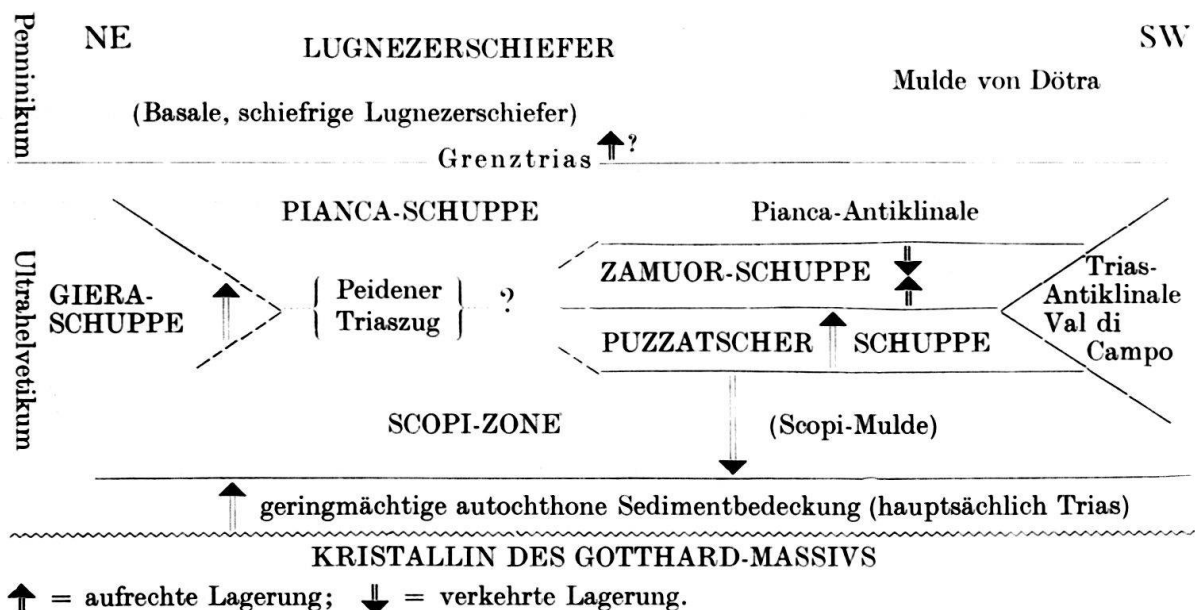 NE
SW
Penninikum
LUGNEZERSCHIEFER
Mulde von Dötra
(Basale, schiefrige Lugnezerschiefer)
Grenztrias ?
Ultrahelvetikum
PIANCA-SCHUPPE
Pianca-Antiklinale
GIERA-
SCHUPPE
Peidener
Triaszug
?
ZAMUOR-SCHUPPE
PUZZATSCHER SCHUPPE
Trias-
Antiklinale
Val di
Campo
SCOPI-ZONE
(Scopi-Mulde)
geringmächtige autochthone Sedimentbedeckung (hauptsächlich Trias)
KRISTALLIN DES GOTTHARD-MASSIVS
= aufrechte Lagerung; = verkehrte Lagerung.